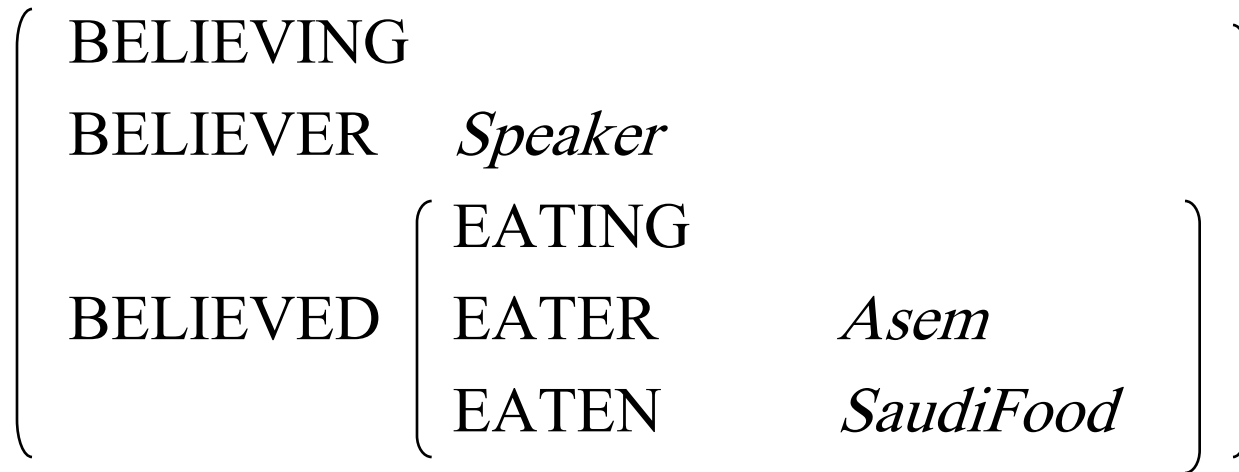 BELIEVING
BELIEVER Speaker
EATING
BELIEVED EATER Asem
EATEN SaudiFood